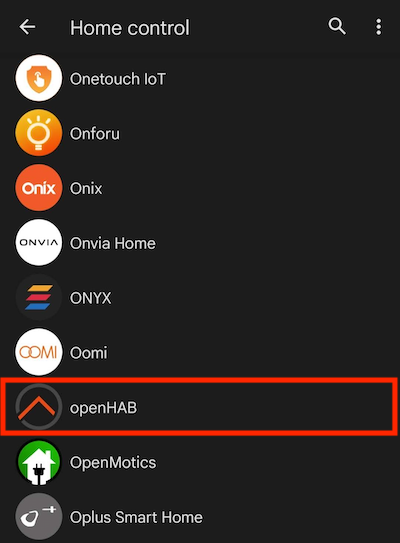 Home control
Onetouch IoT
Onforu
Onix Onix
ONVIA Onvia Home
ONYX
OOMI Oomi
openHAB
OpenMotics
Oplus Smart Home